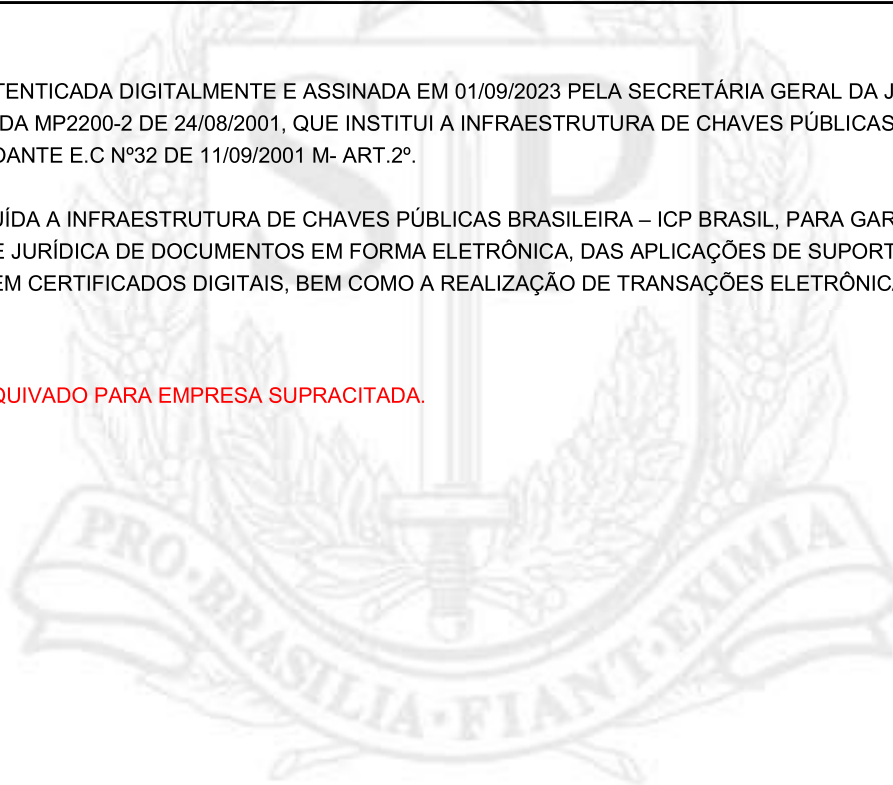 TENTICADA DIGITALMENTE E ASSINADA EM 01/09/2023 PELA SECRETÁRIA GERAL DA J
DA MP2200-2 DE 24/08/2001, QUE INSTITUI A INFRAESTRUTURA DE CHAVES PÚBLICAS
DANTE E.C Nº32 DE 11/09/2001 M- ART.2º.
UÍDA A INFRAESTRUTURA DE CHAVES PÚBLICAS BRASILEIRA – ICP BRASIL, PARA GAR
E JURÍDICA DE DOCUMENTOS EM FORMA ELETRÔNICA, DAS APLICAÇÕES DE SUPORT
EM CERTIFICADOS DIGITAIS, BEM COMO A REALIZAÇÃO DE TRANSAÇÕES ELETRÔNICA
QUIVADO PARA EMPRESA SUPRACITADA.
SP
PRO·BRASILIA·FIANT·EXIMIA